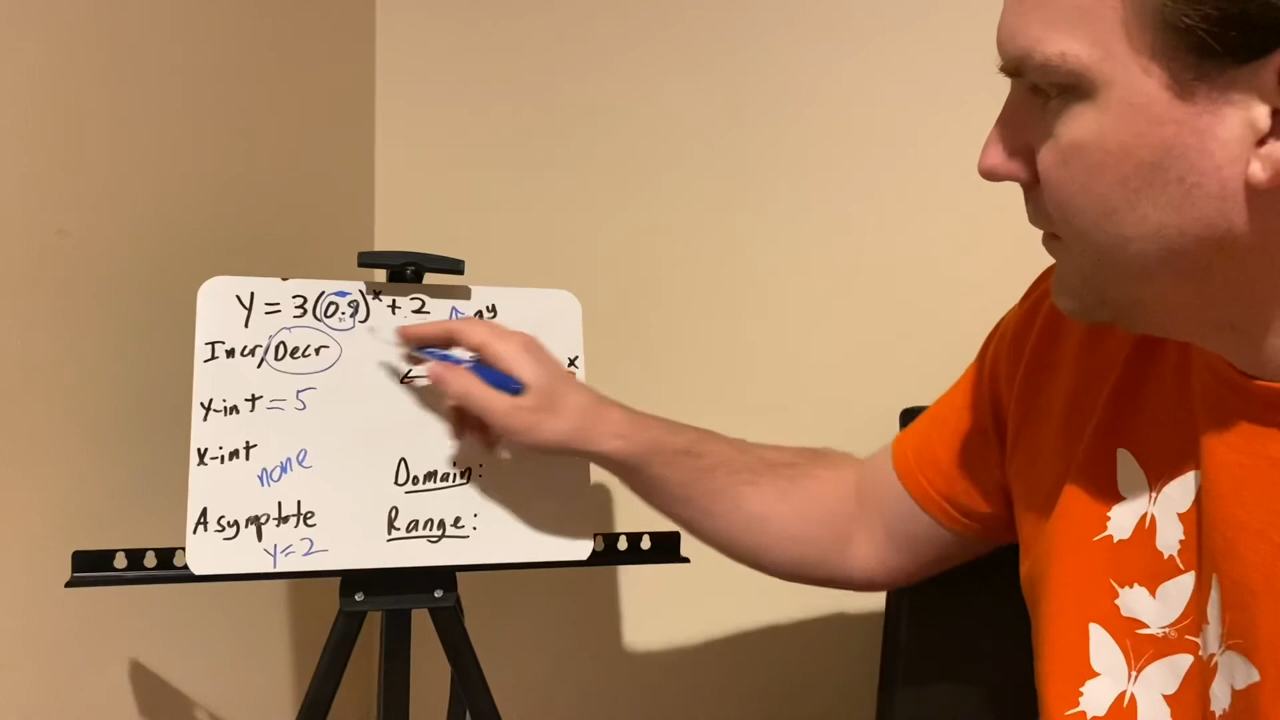 y = 3(0.9)^x + 2
y
Incr/Decr
x
y-int = 5
x-int
none
Domain:
Asymptote
Range:
y=2